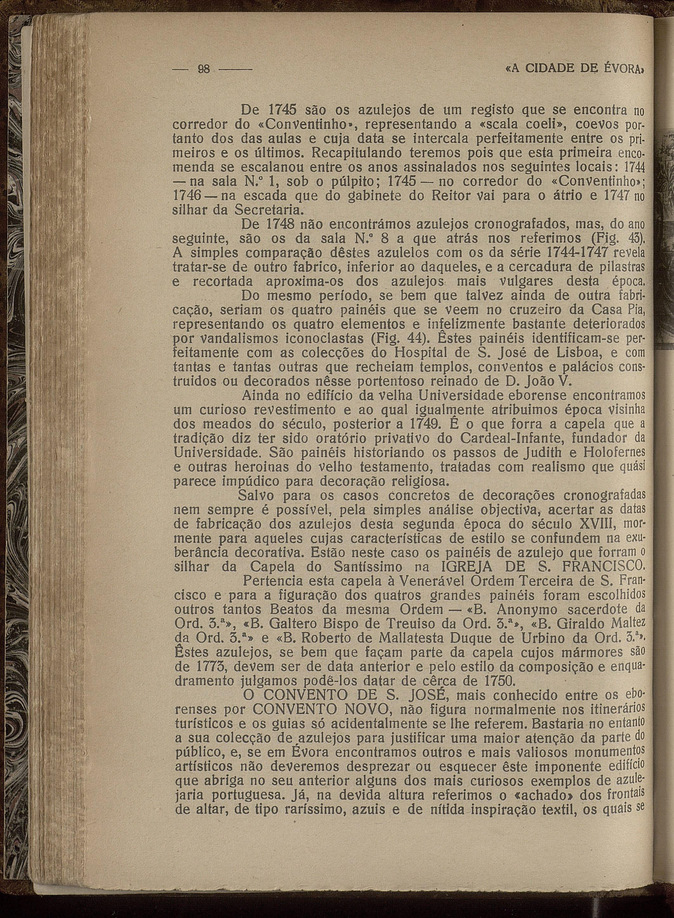 — 98 —
«A CIDADE DE ÉVORA»
De 1745 são os azulejos de um registo que se encontra no
corredor do «Conventinho», representando a «scala coeli», coevos por-
tanto dos das aulas e cuja data se intercala perfeitamente entre os pri-
meiros e os últimos. Recapitulando teremos pois que esta primeira enco-
menda se escalanou entre os anos assinalados nos seguintes locais: 1744
— na sala N.º 1, sob o púlpito; 1745 — no corredor do «Conventinho»;
1746 — na escada que do gabinete do Reitor vai para o átrio e 1747 no
silhar da Secretaria.
De 1748 não encontrámos azulejos cronografados, mas, do ano
seguinte, são os da sala N.º 8 a que atrás nos referimos (Fig. 43).
A simples comparação dêstes azulelos com os da série 1744-1747 revela
tratar-se de outro fabrico, inferior ao daqueles, e a cercadura de pilastras
e recortada aproxima-os dos azulejos mais vulgares desta época.
Do mesmo período, se bem que talvez ainda de outra fabri-
cação, seriam os quatro painéis que se veem no cruzeiro da Casa Pia,
representando os quatro elementos e infelizmente bastante deteriorados
por vandalismos iconoclastas (Fig. 44). Êstes painéis identificam-se per-
feitamente com as colecções do Hospital de S. José de Lisboa, e com
tantas e tantas outras que recheiam templos, conventos e palácios cons-
truidos ou decorados nêsse portentoso reinado de D. João V.
Ainda no edifício da velha Universidade eborense encontramos
um curioso revestimento e ao qual igualmente atribuimos época visinha
dos meados do século, posterior a 1749. É o que forra a capela que a
tradição diz ter sido oratório privativo do Cardeal-Infante, fundador da
Universidade. São painéis historiando os passos de Judith e Holofernes
e outras heroinas do velho testamento, tratadas com realismo que quási
parece impúdico para decoração religiosa.
Salvo para os casos concretos de decorações cronografadas
nem sempre é possível, pela simples análise objectiva, acertar as datas
de fabricação dos azulejos desta segunda época do século XVIII, mor-
mente para aqueles cujas características de estilo se confundem na exu-
berância decorativa. Estão neste caso os painéis de azulejo que forram o
silhar da Capela do Santíssimo na IGREJA DE S. FRANCISCO.
Pertencia esta capela à Venerável Ordem Terceira de S. Fran-
cisco e para a figuração dos quatros grandes painéis foram escolhidos
outros tantos Beatos da mesma Ordem — «B. Anonymo sacerdote da
Ord. 3.ª», «B. Galtero Bispo de Treuiso da Ord. 3.ª», «B. Giraldo Maltez
da Ord. 3.ª» e «B. Roberto de Mallatesta Duque de Urbino da Ord. 3.ª».
Êstes azulejos, se bem que façam parte da capela cujos mármores são
de 1773, devem ser de data anterior e pelo estilo da composição e enqua-
dramento julgamos podê-los datar de cêrca de 1750.
O CONVENTO DE S. JOSÉ, mais conhecido entre os ebo-
renses por CONVENTO NOVO, não figura normalmente nos itinerários
turísticos e os guias só acidentalmente se lhe referem. Bastaria no entanto
a sua colecção de azulejos para justificar uma maior atenção da parte do
público, e, se em Évora encontramos outros e mais valiosos monumentos
artísticos não deveremos desprezar ou esquecer êste imponente edifício
que abriga no seu anterior alguns dos mais curiosos exemplos de azule-
jaria portuguesa. Já, na devida altura referimos o «achado» dos frontais
de altar, de tipo raríssimo, azuis e de nítida inspiração textil, os quais se